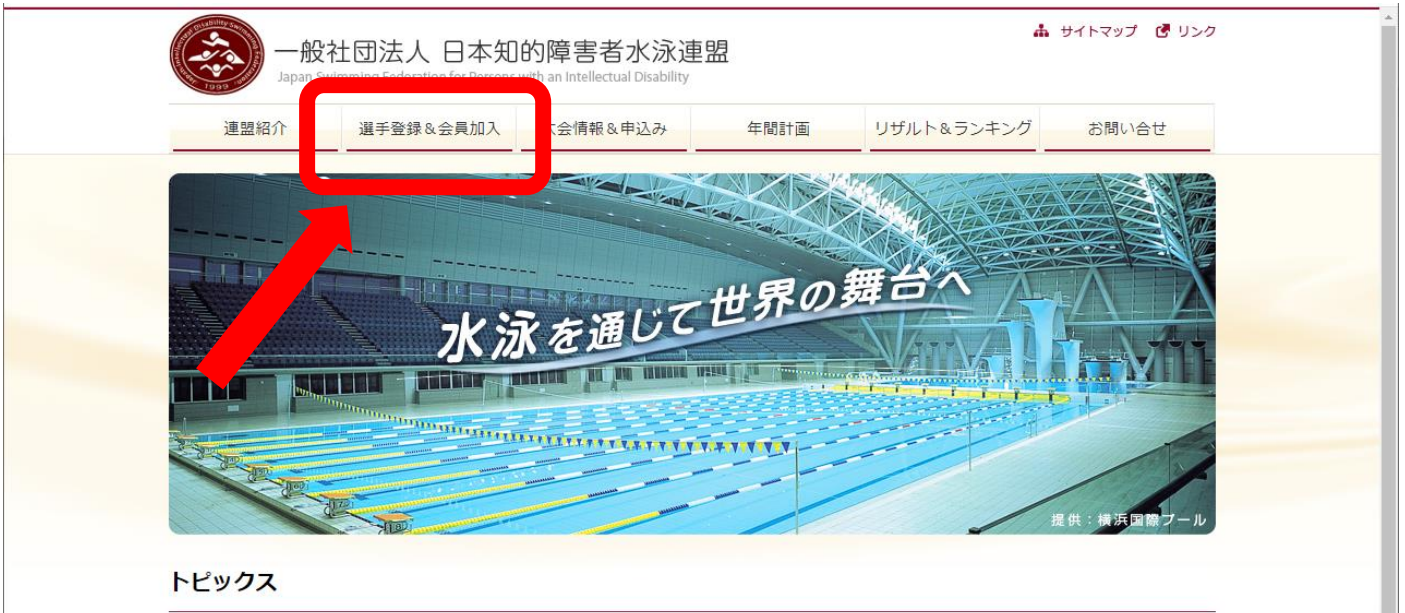 サイトマップ リンク
一般社団法人 日本知的障害者水泳連盟
Japan Swimming Federation for Persons with an Intellectual Disability
連盟紹介 選手登録&会員加入 大会情報&申込み 年間計画 リザルト&ランキング お問い合せ
水泳を通じて世界の舞台へ
提供:横浜国際プール
トピックス